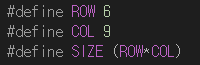 #define ROW 6
#define COL 9
#define SIZE (ROW*COL)